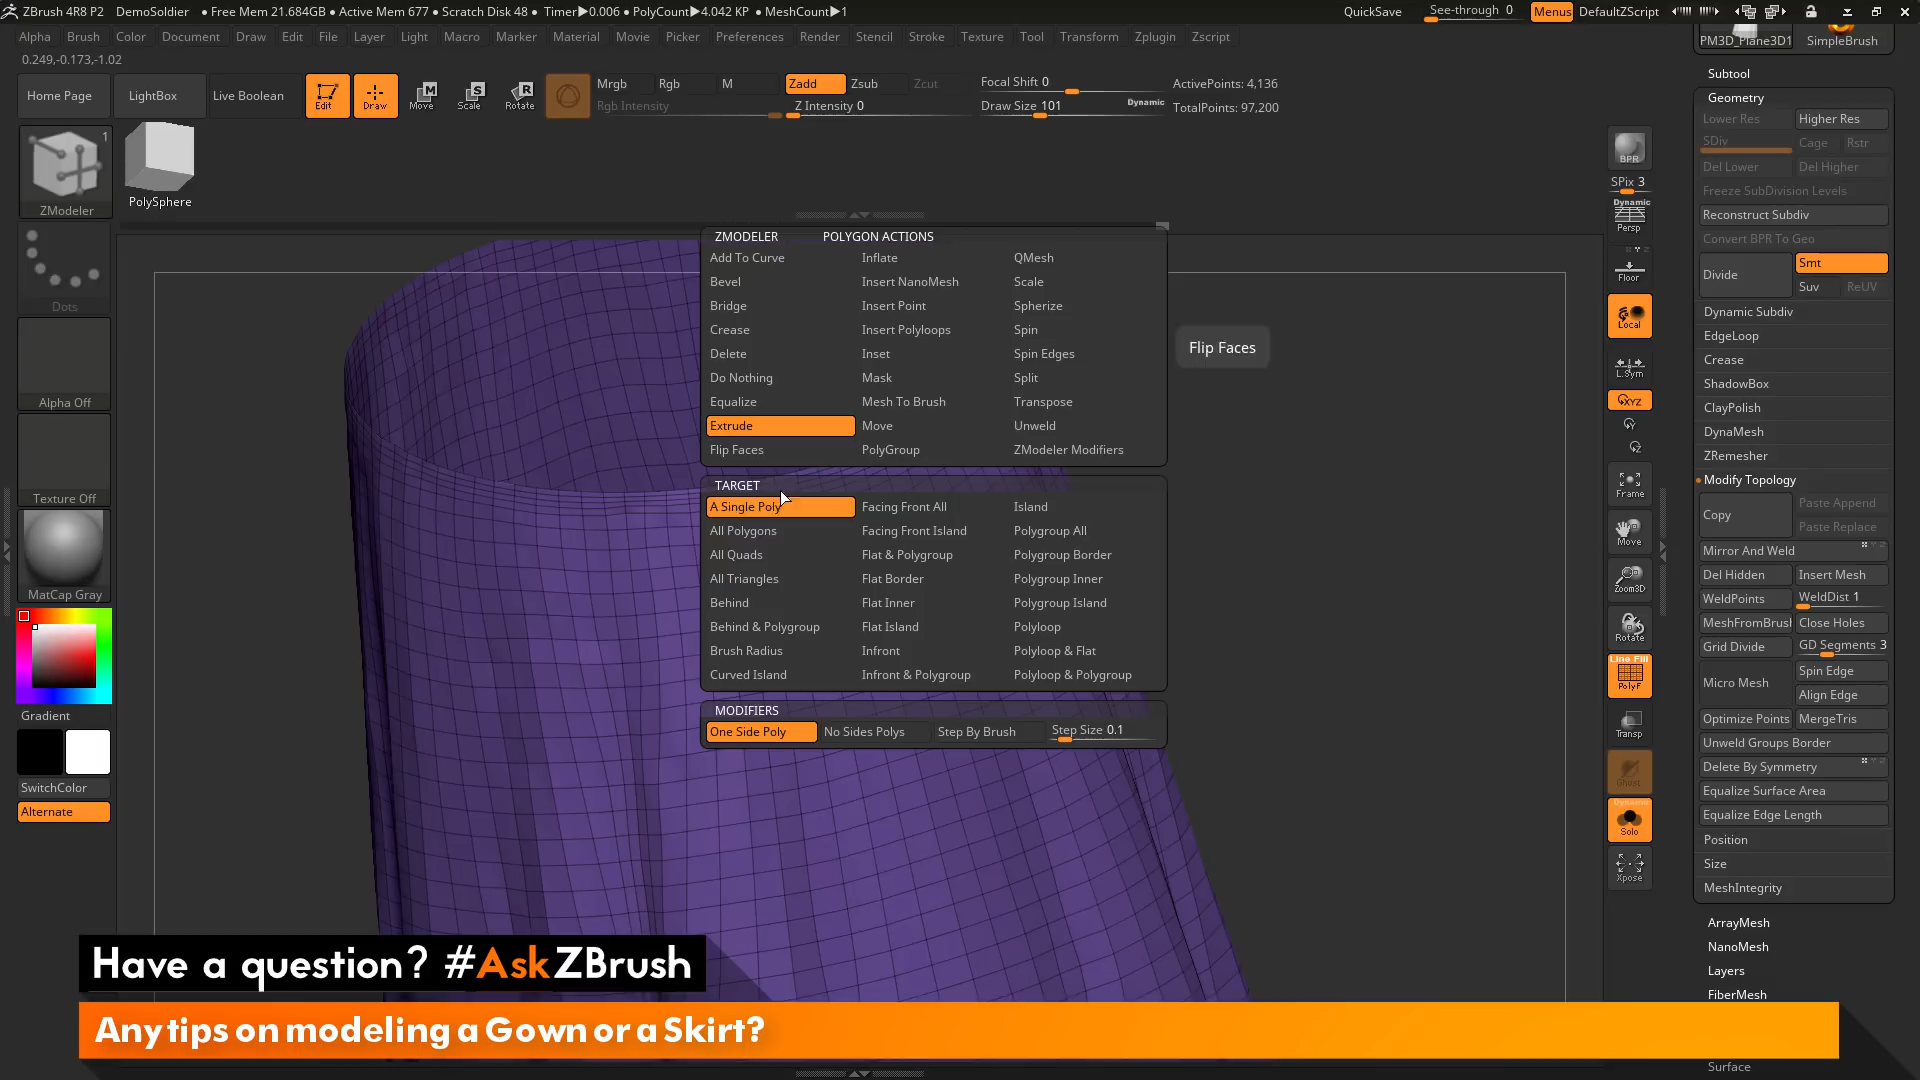 ZBrush 4R8 P2 DemoSoldier • Free Mem 21.684GB • Active Mem 677 • Scratch Disk 48 • Timer▶0.006 • PolyCount▶4.042 KP • MeshCount▶1
QuickSave See-through 0 Menus DefaultZScript
Alpha Brush Color Document Draw Edit File Layer Light Macro Marker Material Movie Picker Preferences Render Stencil Stroke Texture Tool Transform Zplugin Zscript
0.249,-0.173,-1.02
Home Page LightBox Live Boolean Edit Draw Move Scale Rotate
Mrgb Rgb M Zadd Zsub Zcut Focal Shift 0 ActivePoints: 4,136
Rgb Intensity Z Intensity 0 Draw Size 101 Dynamic TotalPoints: 97,200
1
ZModeler
PolySphere
Dots
Alpha Off
Texture Off
MatCap Gray
Gradient
SwitchColor
Alternate
ZMODELER POLYGON ACTIONS
Add To Curve Inflate QMesh
Bevel Insert NanoMesh Scale
Bridge Insert Point Spherize
Crease Insert Polyloops Spin
Delete Inset Spin Edges
Do Nothing Mask Split
Equalize Mesh To Brush Transpose
Extrude Move Unweld
Flip Faces PolyGroup ZModeler Modifiers
TARGET
A Single Poly Facing Front All Island
All Polygons Facing Front Island Polygroup All
All Quads Flat & Polygroup Polygroup Border
All Triangles Flat Border Polygroup Inner
Behind Flat Inner Polygroup Island
Behind & Polygroup Flat Island Polyloop
Brush Radius Infront Polyloop & Flat
Curved Island Infront & Polygroup Polyloop & Polygroup
MODIFIERS
One Side Poly No Sides Polys Step By Brush Step Size 0.1
Flip Faces
BPR
SPix 3
Dynamic
Persp
Floor
Local
L.Sym
XYZ
Y
Z
Frame
Move
Zoom3D
Rotate
Line Fill
PolyF
Transp
Ghost
Dynamic
Solo
Xpose
PM3D_Plane3D1 SimpleBrush
Subtool
Geometry
Lower Res Higher Res
SDiv Cage Rstr
Del Lower Del Higher
Freeze SubDivision Levels
Reconstruct Subdiv
Convert BPR To Geo
Divide Smt
Suv ReUV
Dynamic Subdiv
EdgeLoop
Crease
ShadowBox
ClayPolish
DynaMesh
ZRemesher
Modify Topology
Copy Paste Append
Paste Replace
Mirror And Weld
Del Hidden Insert Mesh
WeldPoints WeldDist 1
MeshFromBrusl Close Holes
Grid Divide GD Segments 3
Micro Mesh Spin Edge
Align Edge
Optimize Points MergeTris
Unweld Groups Border
Delete By Symmetry
Equalize Surface Area
Equalize Edge Length
Position
Size
MeshIntegrity
ArrayMesh
NanoMesh
Layers
FiberMesh
Surface
Have a question? #AskZBrush
Any tips on modeling a Gown or a Skirt?